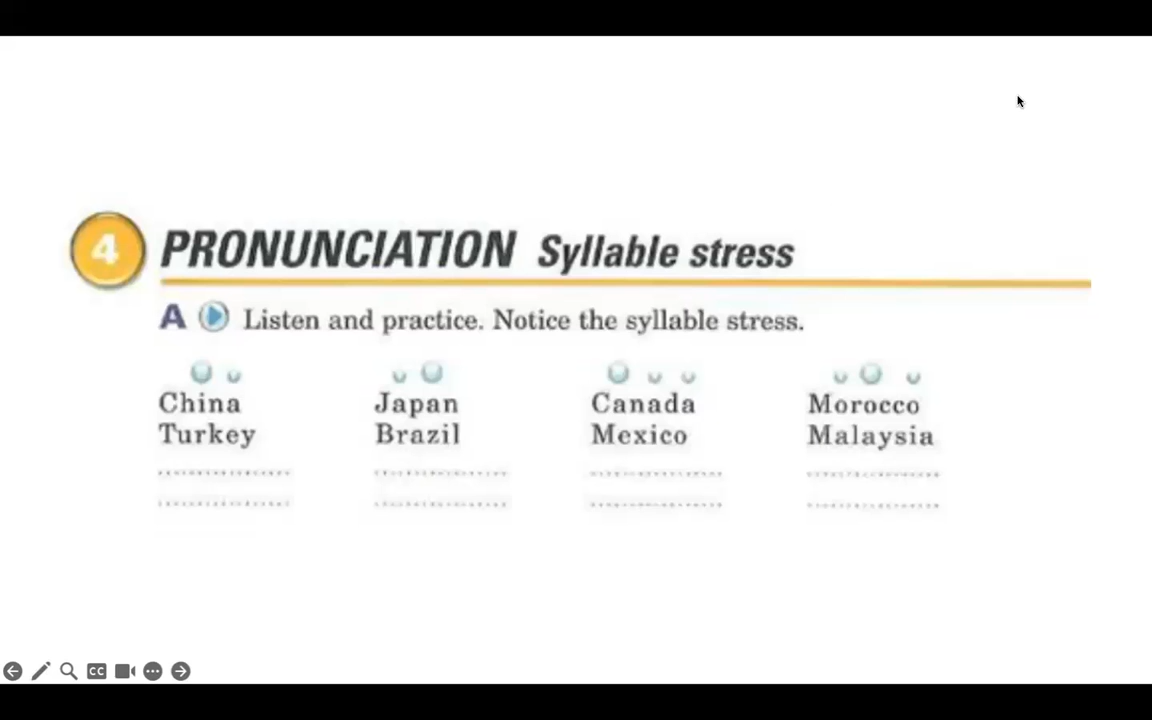 4 PRONUNCIATION Syllable stress
A Listen and practice. Notice the syllable stress.
China Japan Canada Morocco
Turkey Brazil Mexico Malaysia
CC